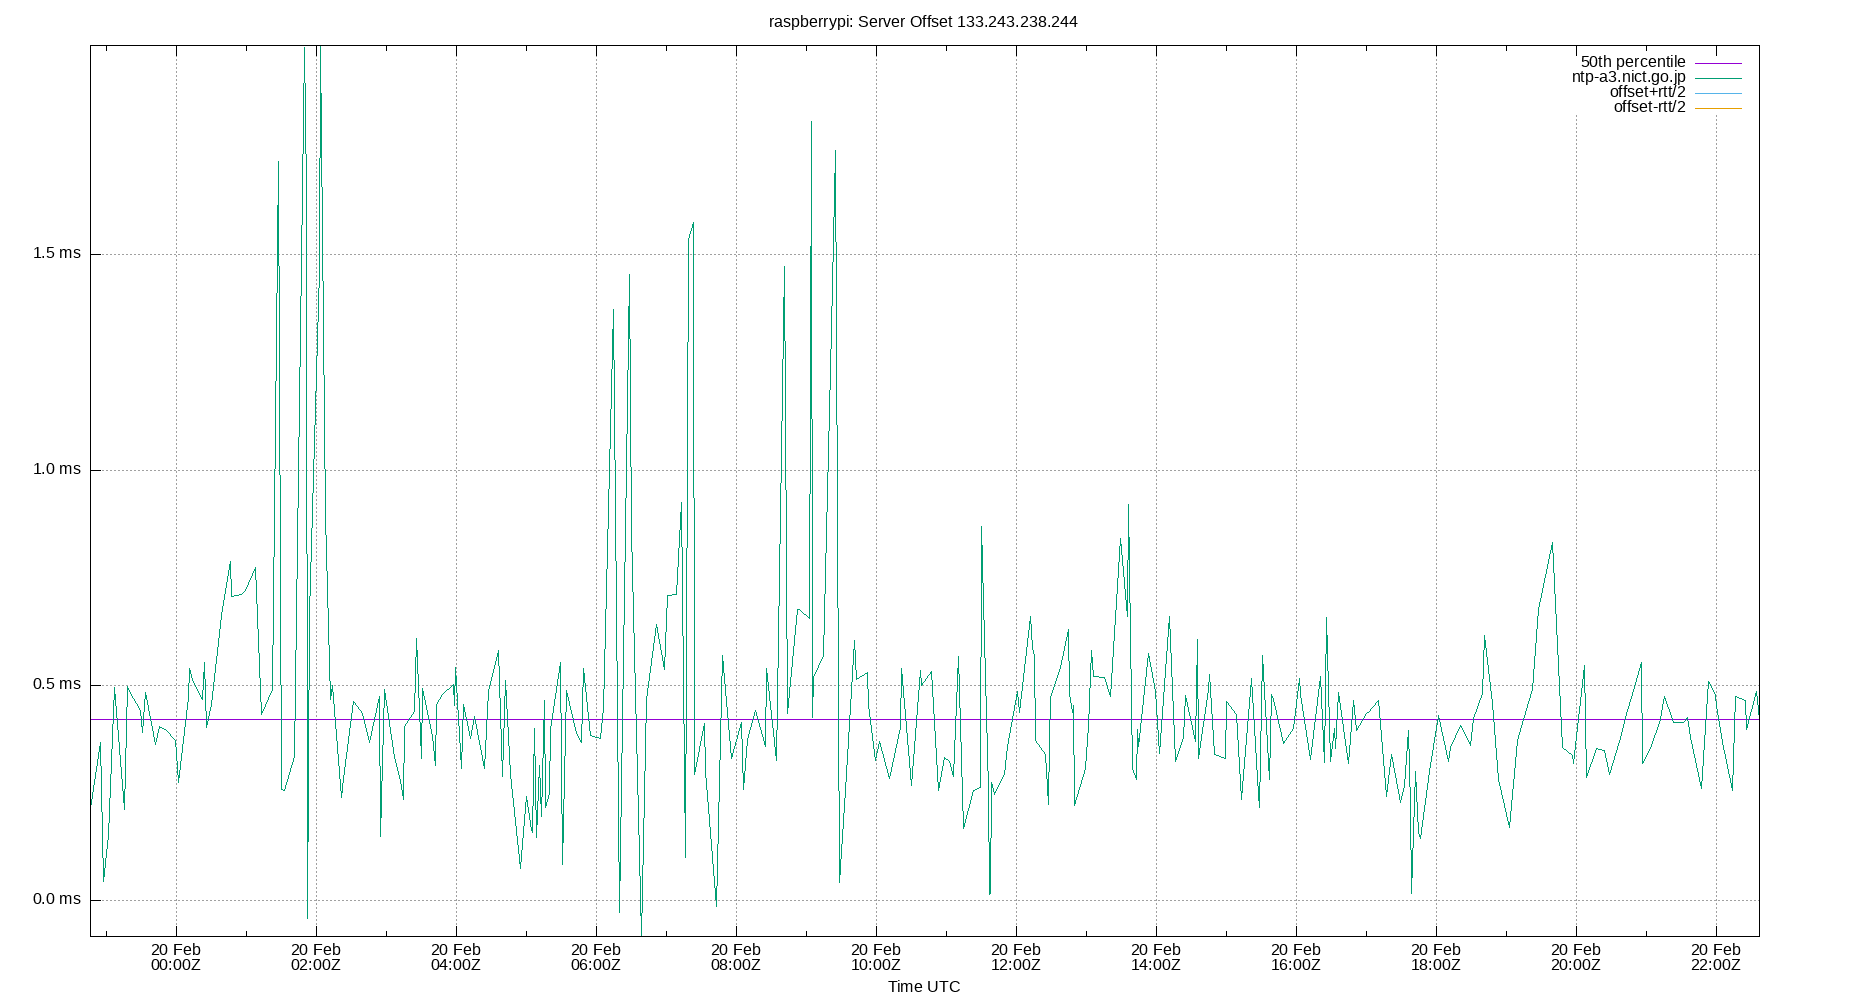 raspberrypi: Server Offset 133.243.238.244
50th percentile
ntp-a3.nict.go.jp
offset+rtt/2
offset-rtt/2
1.5 ms
1.0 ms
0.5 ms
0.0 ms
20 Feb 20 Feb 20 Feb 20 Feb 20 Feb 20 Feb 20 Feb 20 Feb 20 Feb 20 Feb 20 Feb 20 Feb
00:00Z 02:00Z 04:00Z 06:00Z 08:00Z 10:00Z 12:00Z 14:00Z 16:00Z 18:00Z 20:00Z 22:00Z
Time UTC